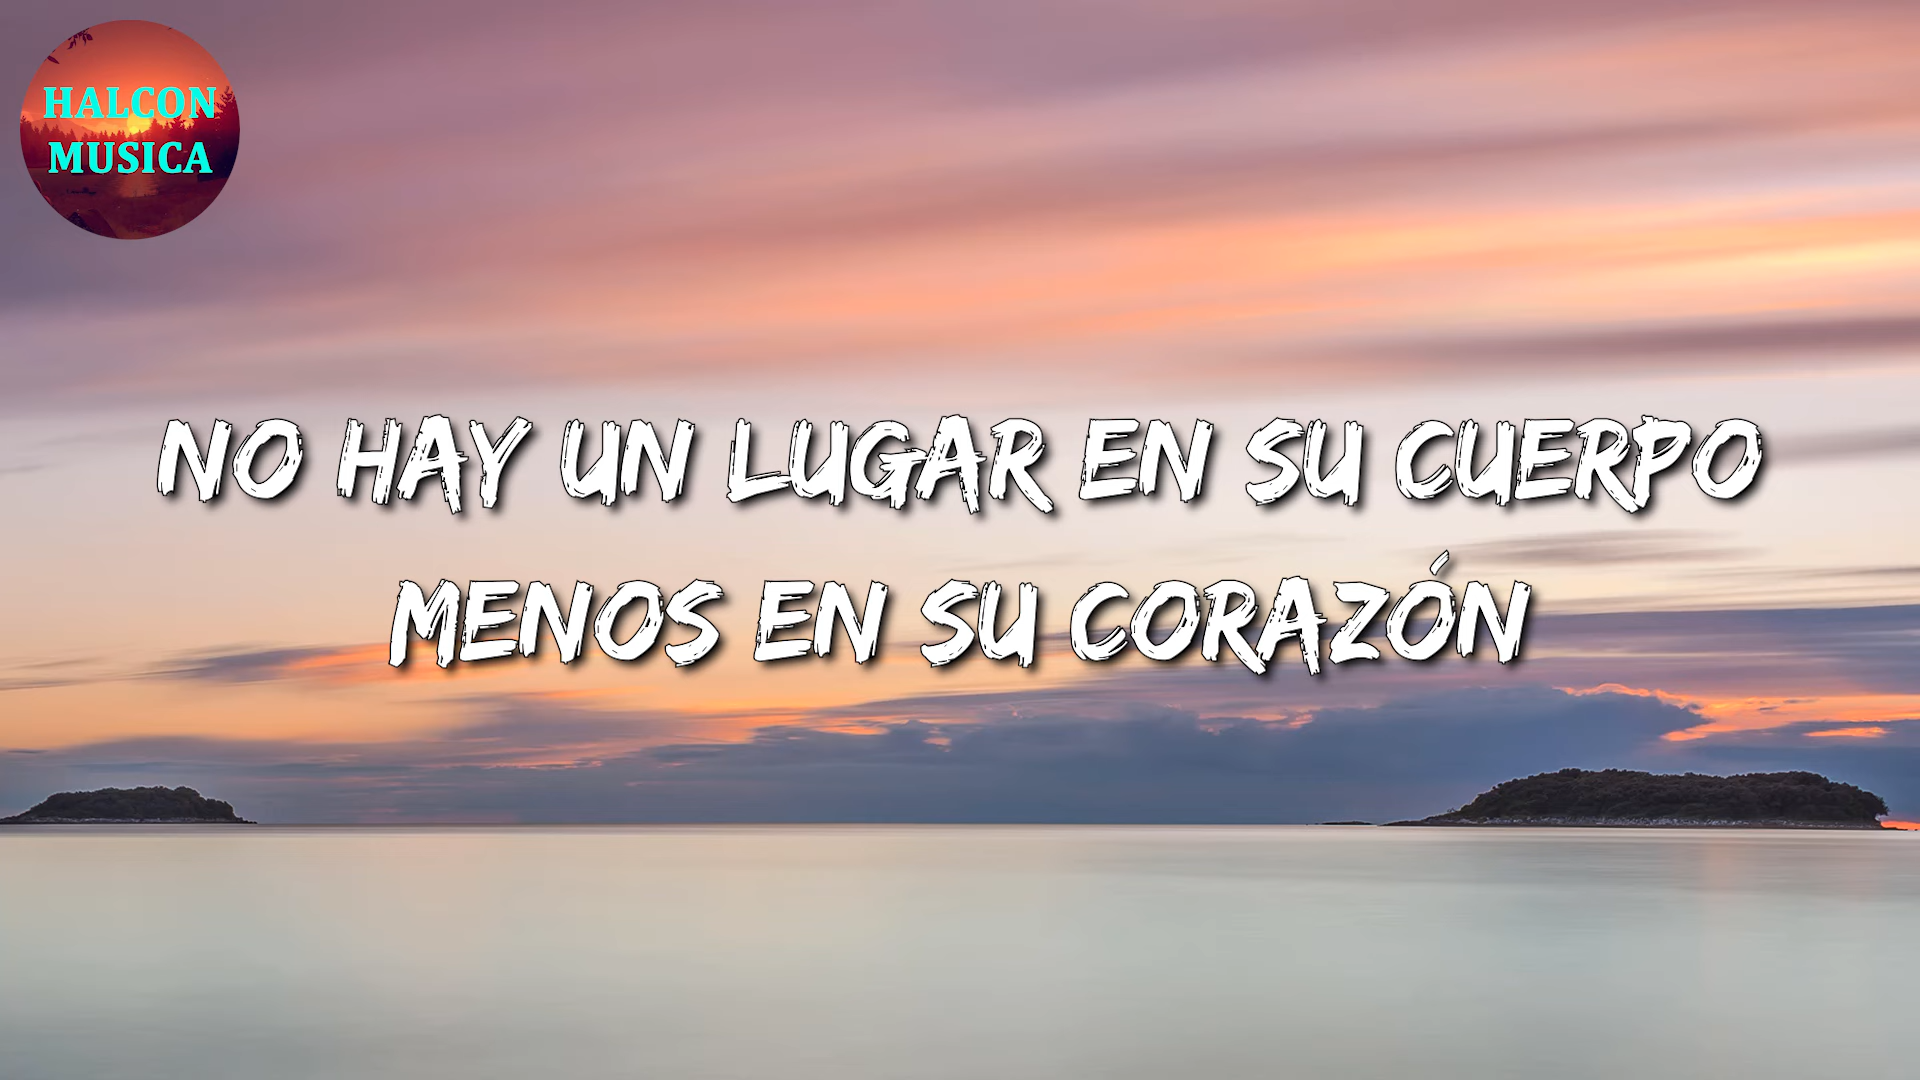 HALCON
MUSICA
NO HAY UN LUGAR EN SU CUERPO
MENOS EN SU CORAZÓN